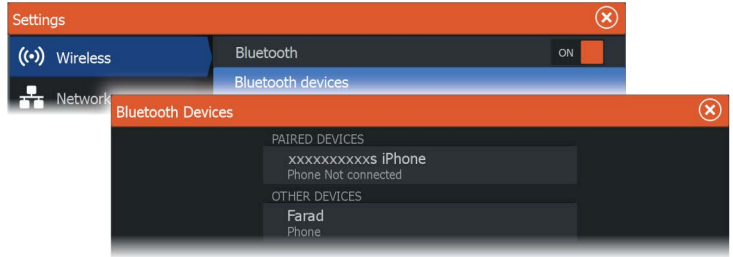 Settings
Wireless
Bluetooth
ON
Bluetooth devices
Network
Bluetooth Devices
PAIRED DEVICES
xxxxxxxxxxs iPhone
Phone Not connected
OTHER DEVICES
Farad
Phone